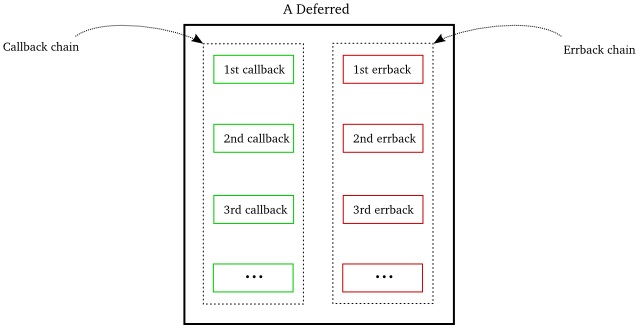 A Deferred
Callback chain
Errback chain
1st callback
1st errback
2nd callback
2nd errback
3rd callback
3rd errback
...
...